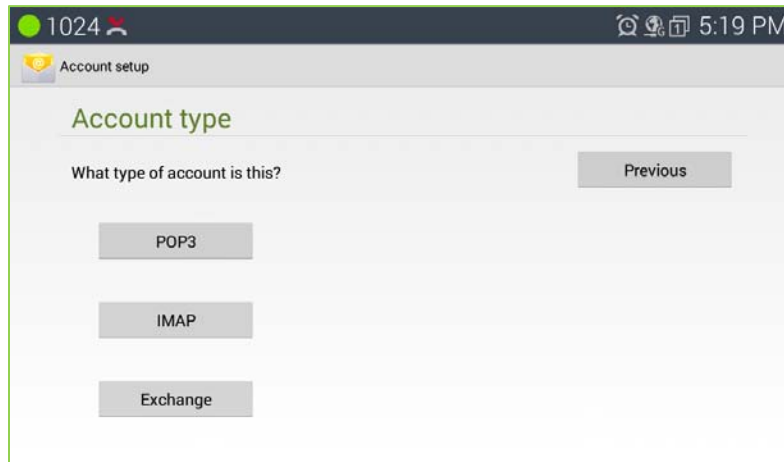 1024 5:19 PM
Account setup
Account type
What type of account is this? Previous
POP3
IMAP
Exchange